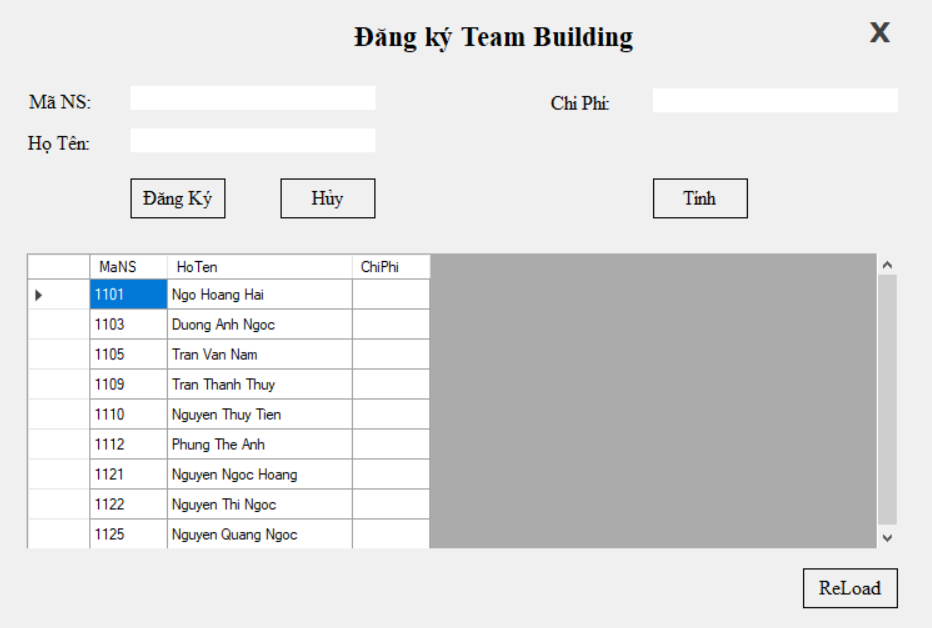 Đăng ký Team Building X
Mã NS: Chi Phí:
Họ Tên:
Đăng Ký Hủy Tính
MaNS HoTen ChiPhi
1101 Ngo Hoang Hai
1103 Duong Anh Ngoc
1105 Tran Van Nam
1109 Tran Thanh Thuy
1110 Nguyen Thuy Tien
1112 Phung The Anh
1121 Nguyen Ngoc Hoang
1122 Nguyen Thi Ngoc
1125 Nguyen Quang Ngoc
ReLoad